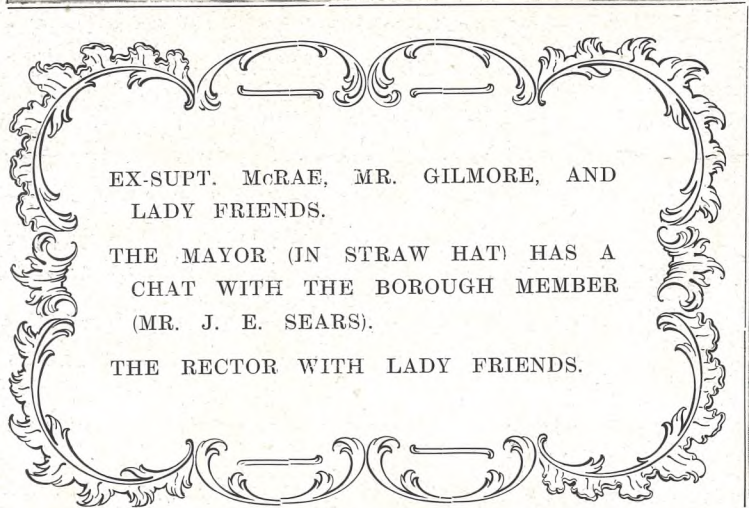 EX-SUPT. McRAE, MR. GILMORE, AND
LADY FRIENDS.
THE MAYOR (IN STRAW HAT) HAS A
CHAT WITH THE BOROUGH MEMBER
(MR. J. E. SEARS).
THE RECTOR WITH LADY FRIENDS.